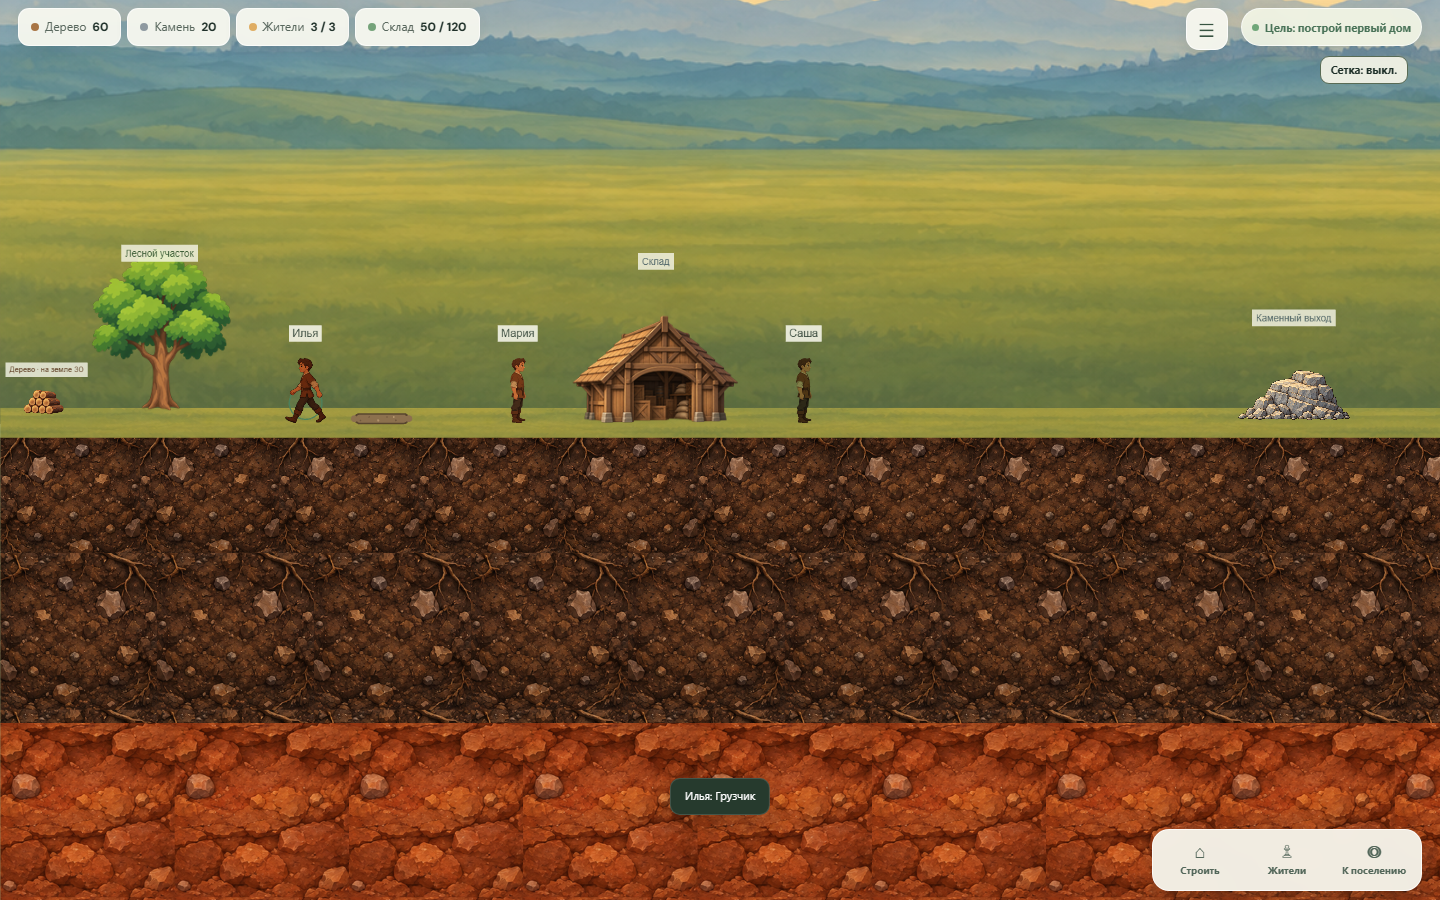 Дерево 60
Камень 20
Жители 3 / 3
Склад 50 / 120
☰
Цель: построй первый дом
Сетка: выкл.
Лесной участок
Склад
Каменный выход
Илья
Мария
Саша
Дерево · на земле 30
Илья: Грузчик
Строить
Жители
К поселению